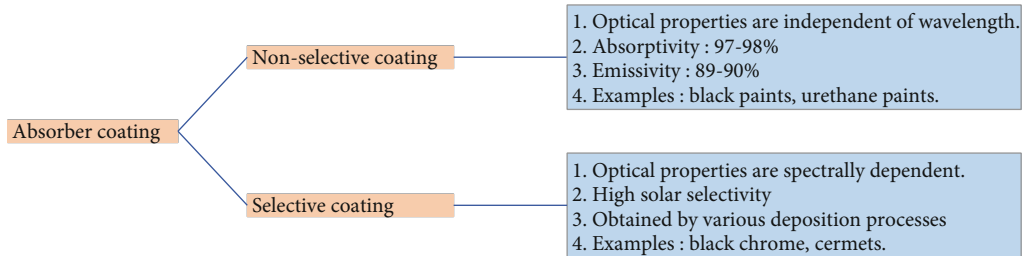 Absorber coating
Non-selective coating
1. Optical properties are independent of wavelength.
2. Absorptivity : 97-98%
3. Emissivity : 89-90%
4. Examples : black paints, urethane paints.
Selective coating
1. Optical properties are spectrally dependent.
2. High solar selectivity
3. Obtained by various deposition processes
4. Examples : black chrome, cermets.